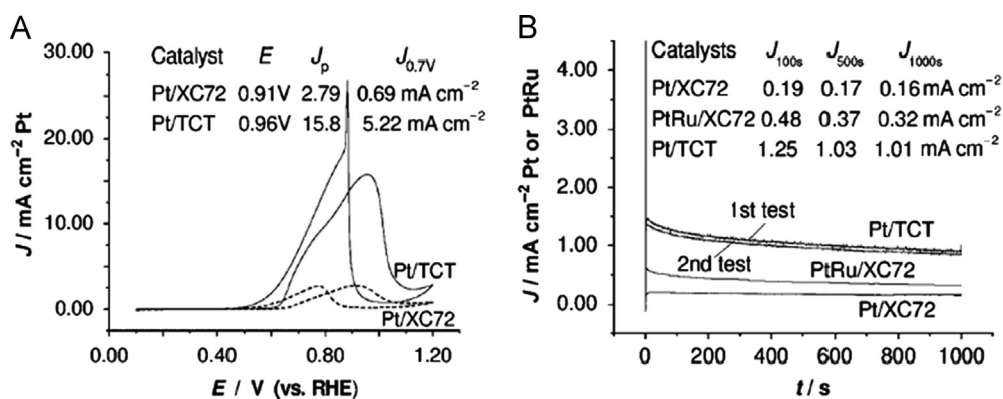 A
Catalyst E Jp J0.7V
Pt/XC72 0.91V 2.79 0.69 mA cm−2
Pt/TCT 0.96V 15.8 5.22 mA cm−2
30.00
20.00
10.00
0.00
J / mA cm−2 Pt
Pt/TCT
Pt/XC72
0.00 0.40 0.80 1.20
E / V (vs. RHE)
B
Catalysts J100s J500s J1000s
Pt/XC72 0.19 0.17 0.16 mA cm−2
PtRu/XC72 0.48 0.37 0.32 mA cm−2
Pt/TCT 1.25 1.03 1.01 mA cm−2
4.00
3.00
2.00
1.00
0.00
J / mA cm−2 Pt or PtRu
1st test
Pt/TCT
2nd test
PtRu/XC72
Pt/XC72
0 200 400 600 800 1000
t / s